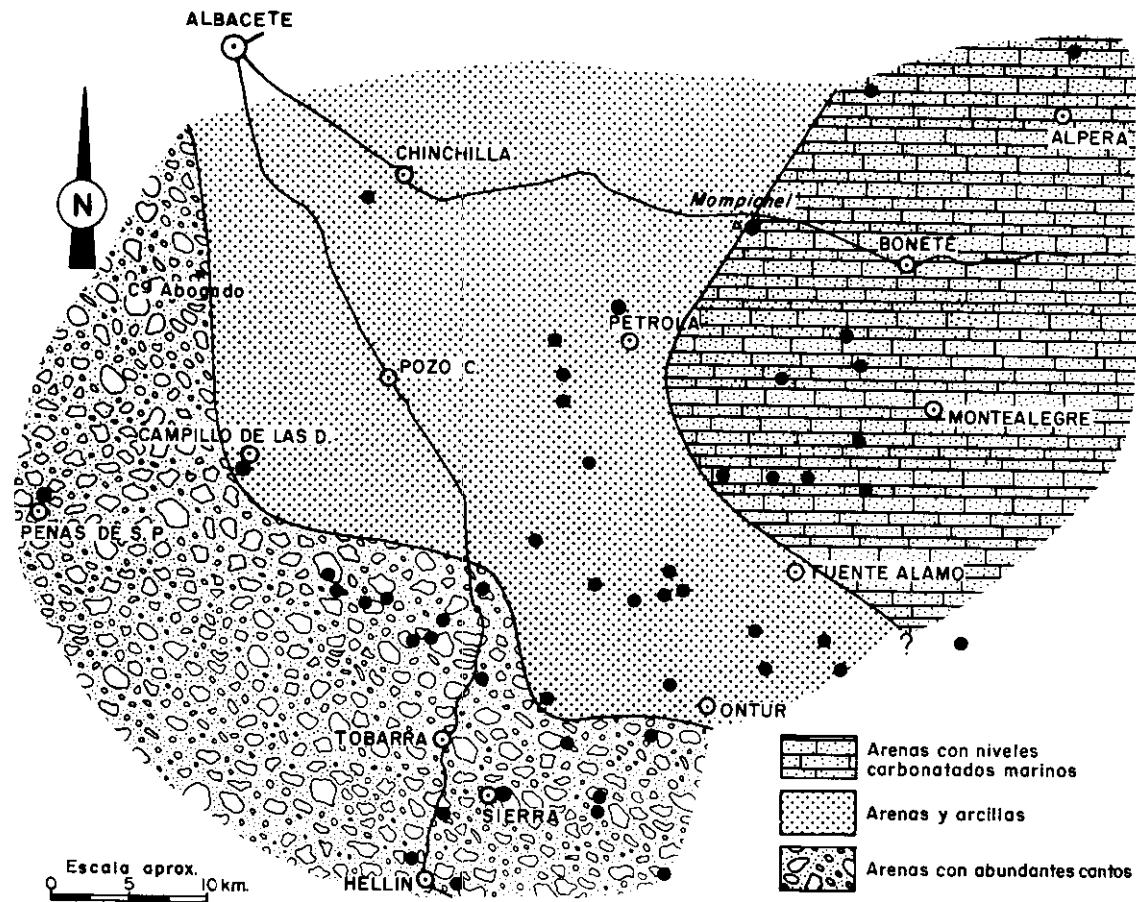 ALBACETE
ALPERA
CHINCHILLA
N
Mompichel
BONETE
Cº Abogado
PETROLA
POZO C.
MONTEALEGRE
CAMPILLO DE LAS D.
PEÑAS DE S. P.
FUENTE ALAMO
?
ONTUR
TOBARRA
Arenas con niveles
carbonatados marinos
SIERRA
Arenas y arcillas
Escala aprox.
0 5 10 km.
HELLIN
Arenas con abundantes cantos